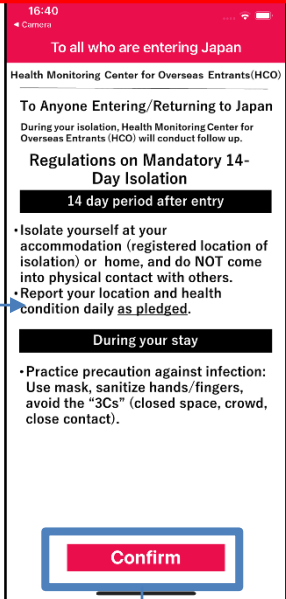 16:40
◀ Camera
To all who are entering Japan
Health Monitoring Center for Overseas Entrants(HCO)
To Anyone Entering/Returning to Japan
During your isolation, Health Monitoring Center for
Overseas Entrants (HCO) will conduct follow up.
Regulations on Mandatory 14-
Day Isolation
14 day period after entry
・Isolate yourself at your
accommodation (registered location of
isolation) or home, and do NOT come
into physical contact with others.
・Report your location and health
condition daily as pledged.
During your stay
・Practice precaution against infection:
Use mask, sanitize hands/fingers,
avoid the “3Cs” (closed space, crowd,
close contact).
Confirm